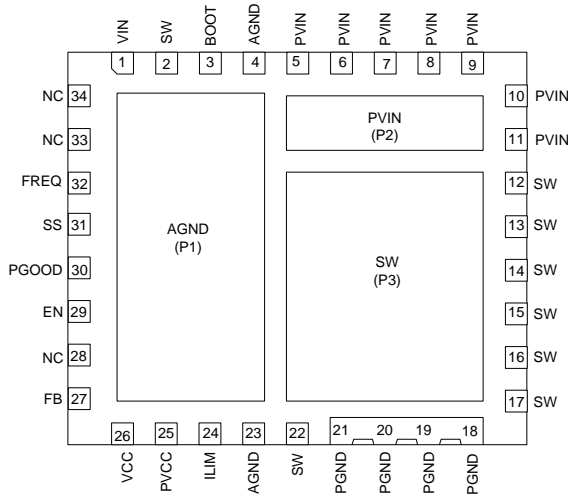 VIN SW BOOT AGND PVIN PVIN PVIN PVIN PVIN
1 2 3 4 5 6 7 8 9
NC 34
NC 33
FREQ 32
SS 31
PGOOD 30
EN 29
NC 28
FB 27
AGND
(P1)
PVIN
(P2)
SW
(P3)
10 PVIN
11 PVIN
12 SW
13 SW
14 SW
15 SW
16 SW
17 SW
26 25 24 23 22 21 20 19 18
VCC PVCC ILIM AGND SW PGND PGND PGND PGND